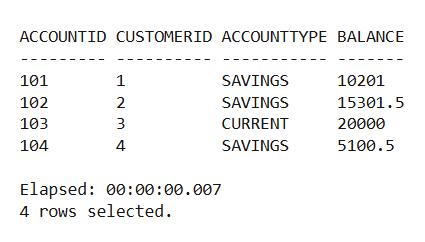 ACCOUNTID CUSTOMERID ACCOUNTTYPE BALANCE
--------- ---------- ----------- -------
101       1          SAVINGS     10201
102       2          SAVINGS     15301.5
103       3          CURRENT     20000
104       4          SAVINGS     5100.5

Elapsed: 00:00:00.007
4 rows selected.